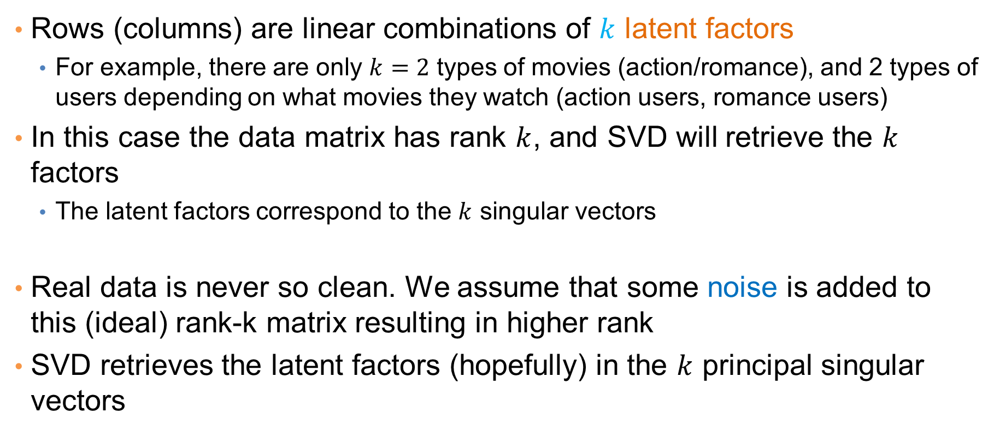 • Rows (columns) are linear combinations of k latent factors
• For example, there are only k = 2 types of movies (action/romance), and 2 types of
users depending on what movies they watch (action users, romance users)
• In this case the data matrix has rank k, and SVD will retrieve the k
factors
• The latent factors correspond to the k singular vectors
• Real data is never so clean. We assume that some noise is added to
this (ideal) rank-k matrix resulting in higher rank
• SVD retrieves the latent factors (hopefully) in the k principal singular
vectors